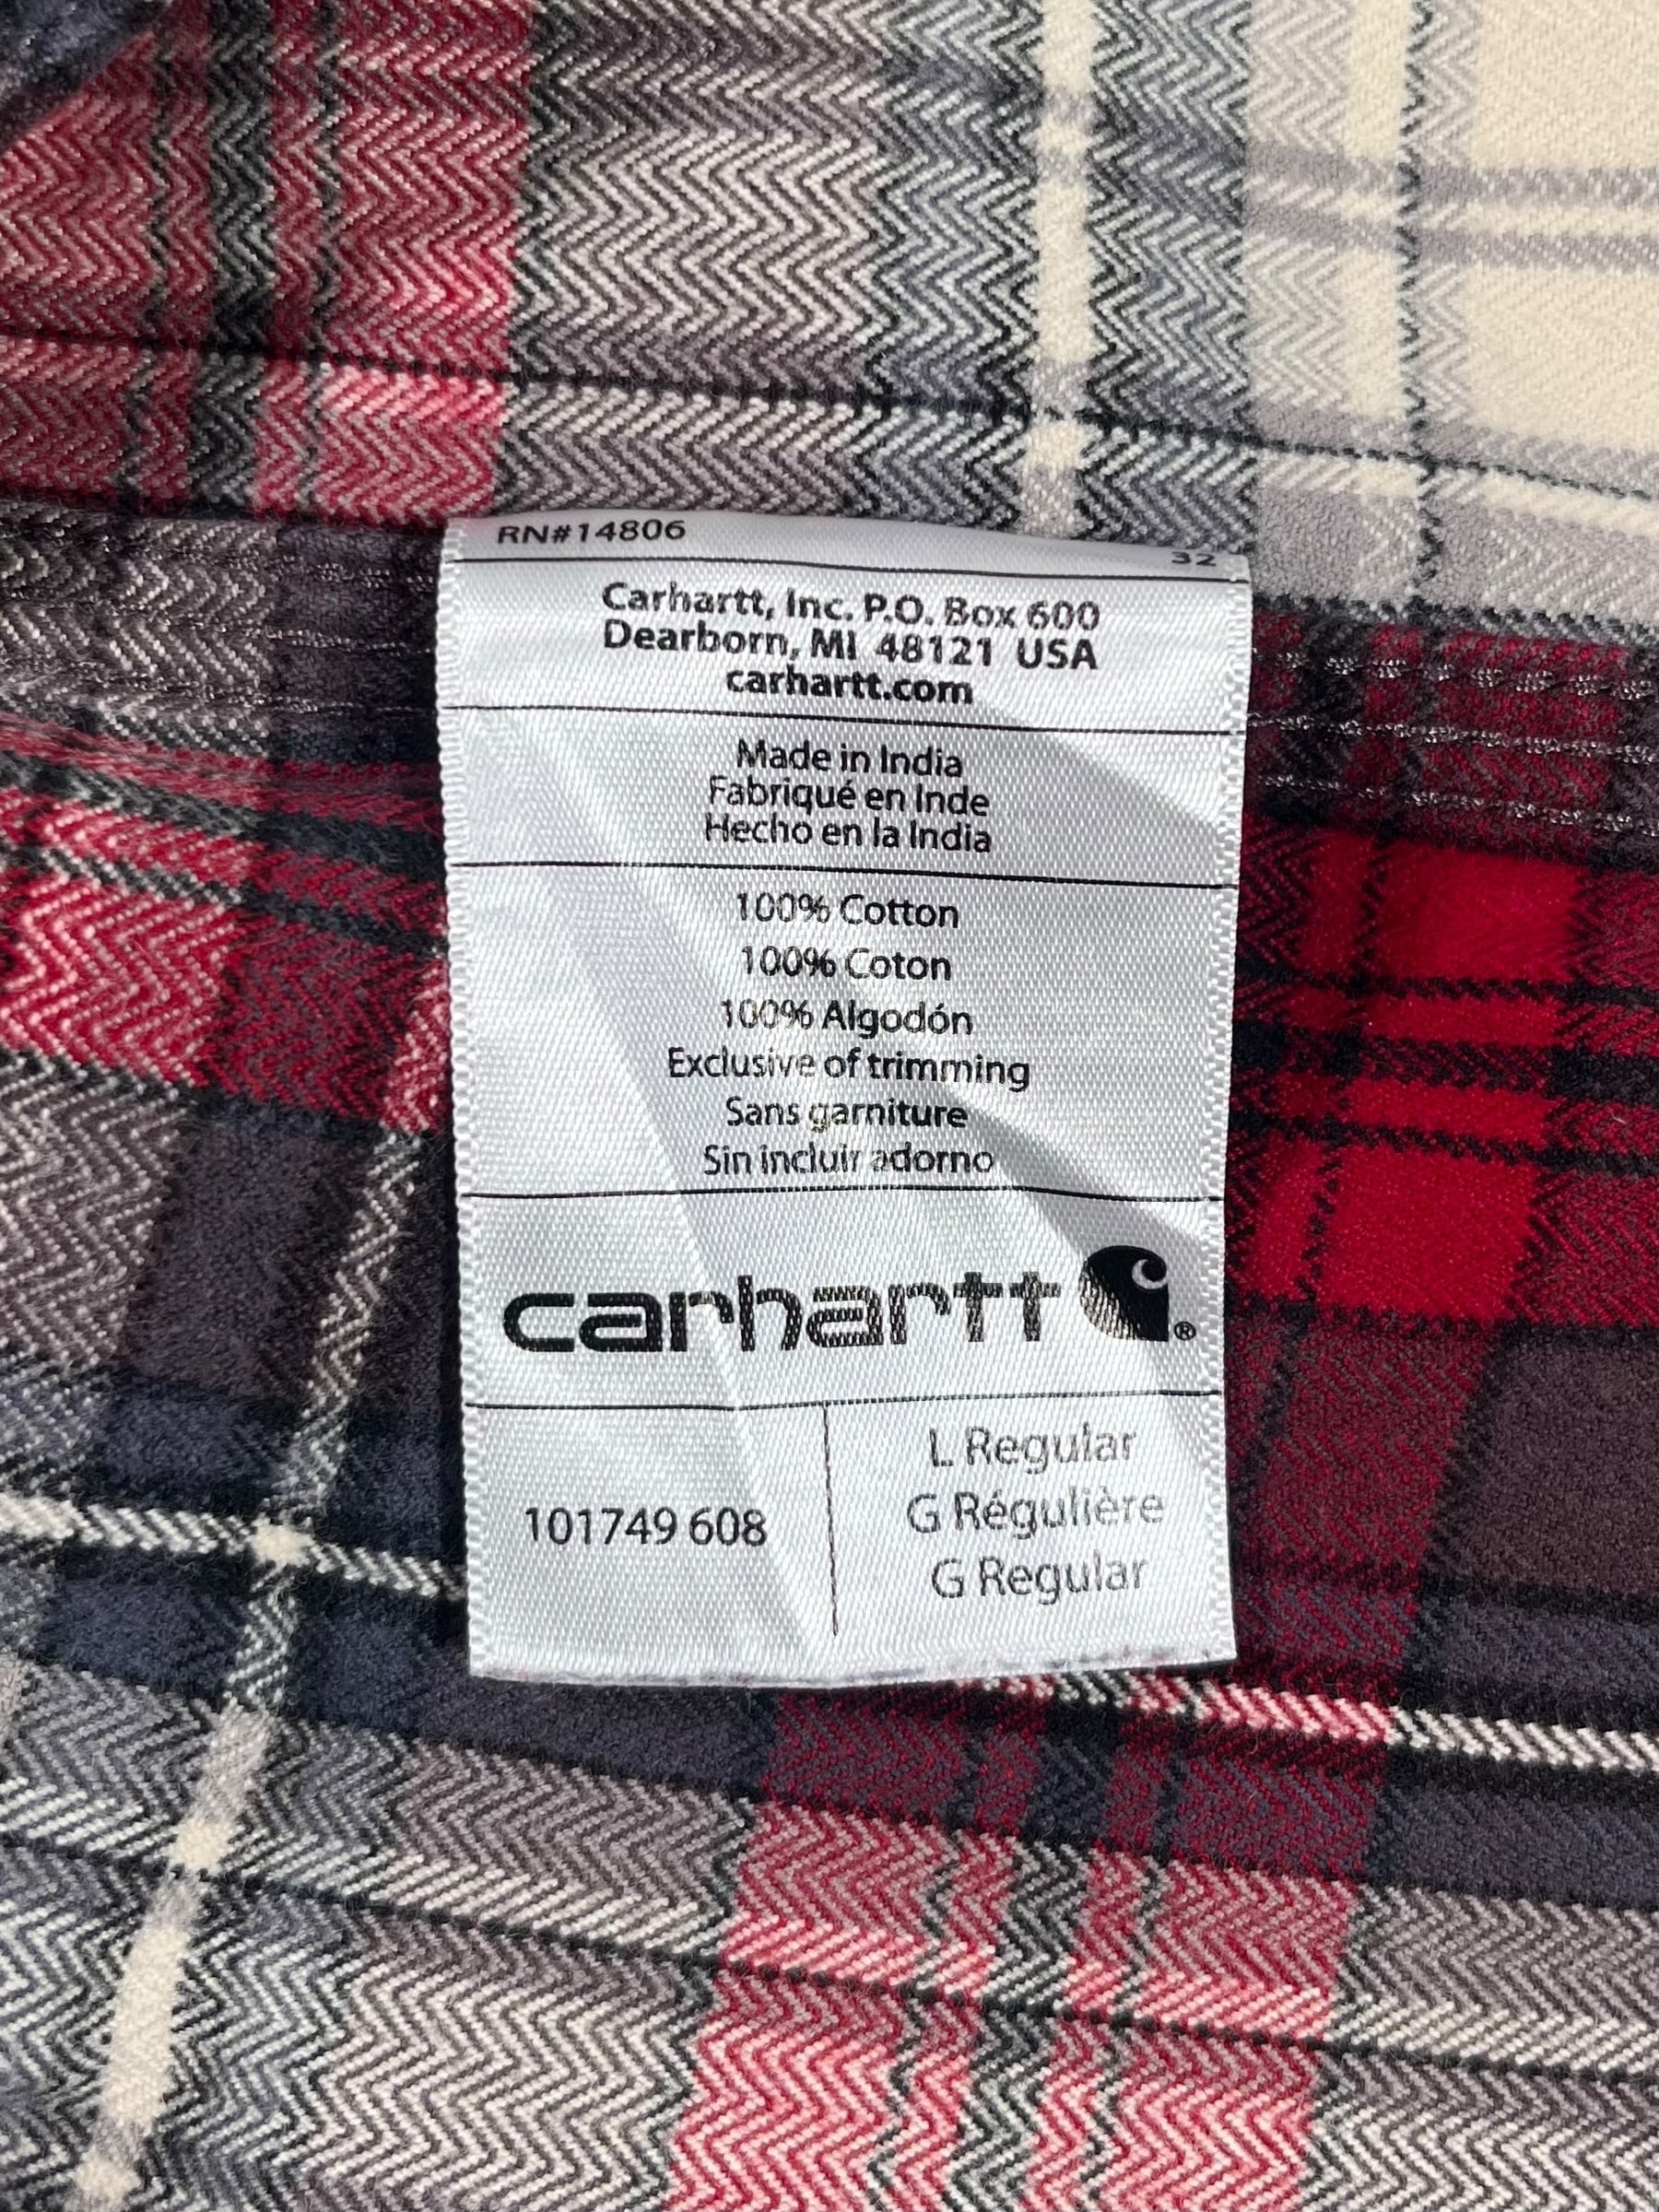 RN#14806
32
Carhartt, Inc. P.O. Box 600
Dearborn, MI 48121 USA
carhartt.com
Made in India
Fabriqué en Inde
Hecho en la India
100% Cotton
100% Coton
100% Algodón
Exclusive of trimming
Sans garniture
Sin incluir adorno
carhartt ®
101749 608
L Regular
G Régulière
G Regular